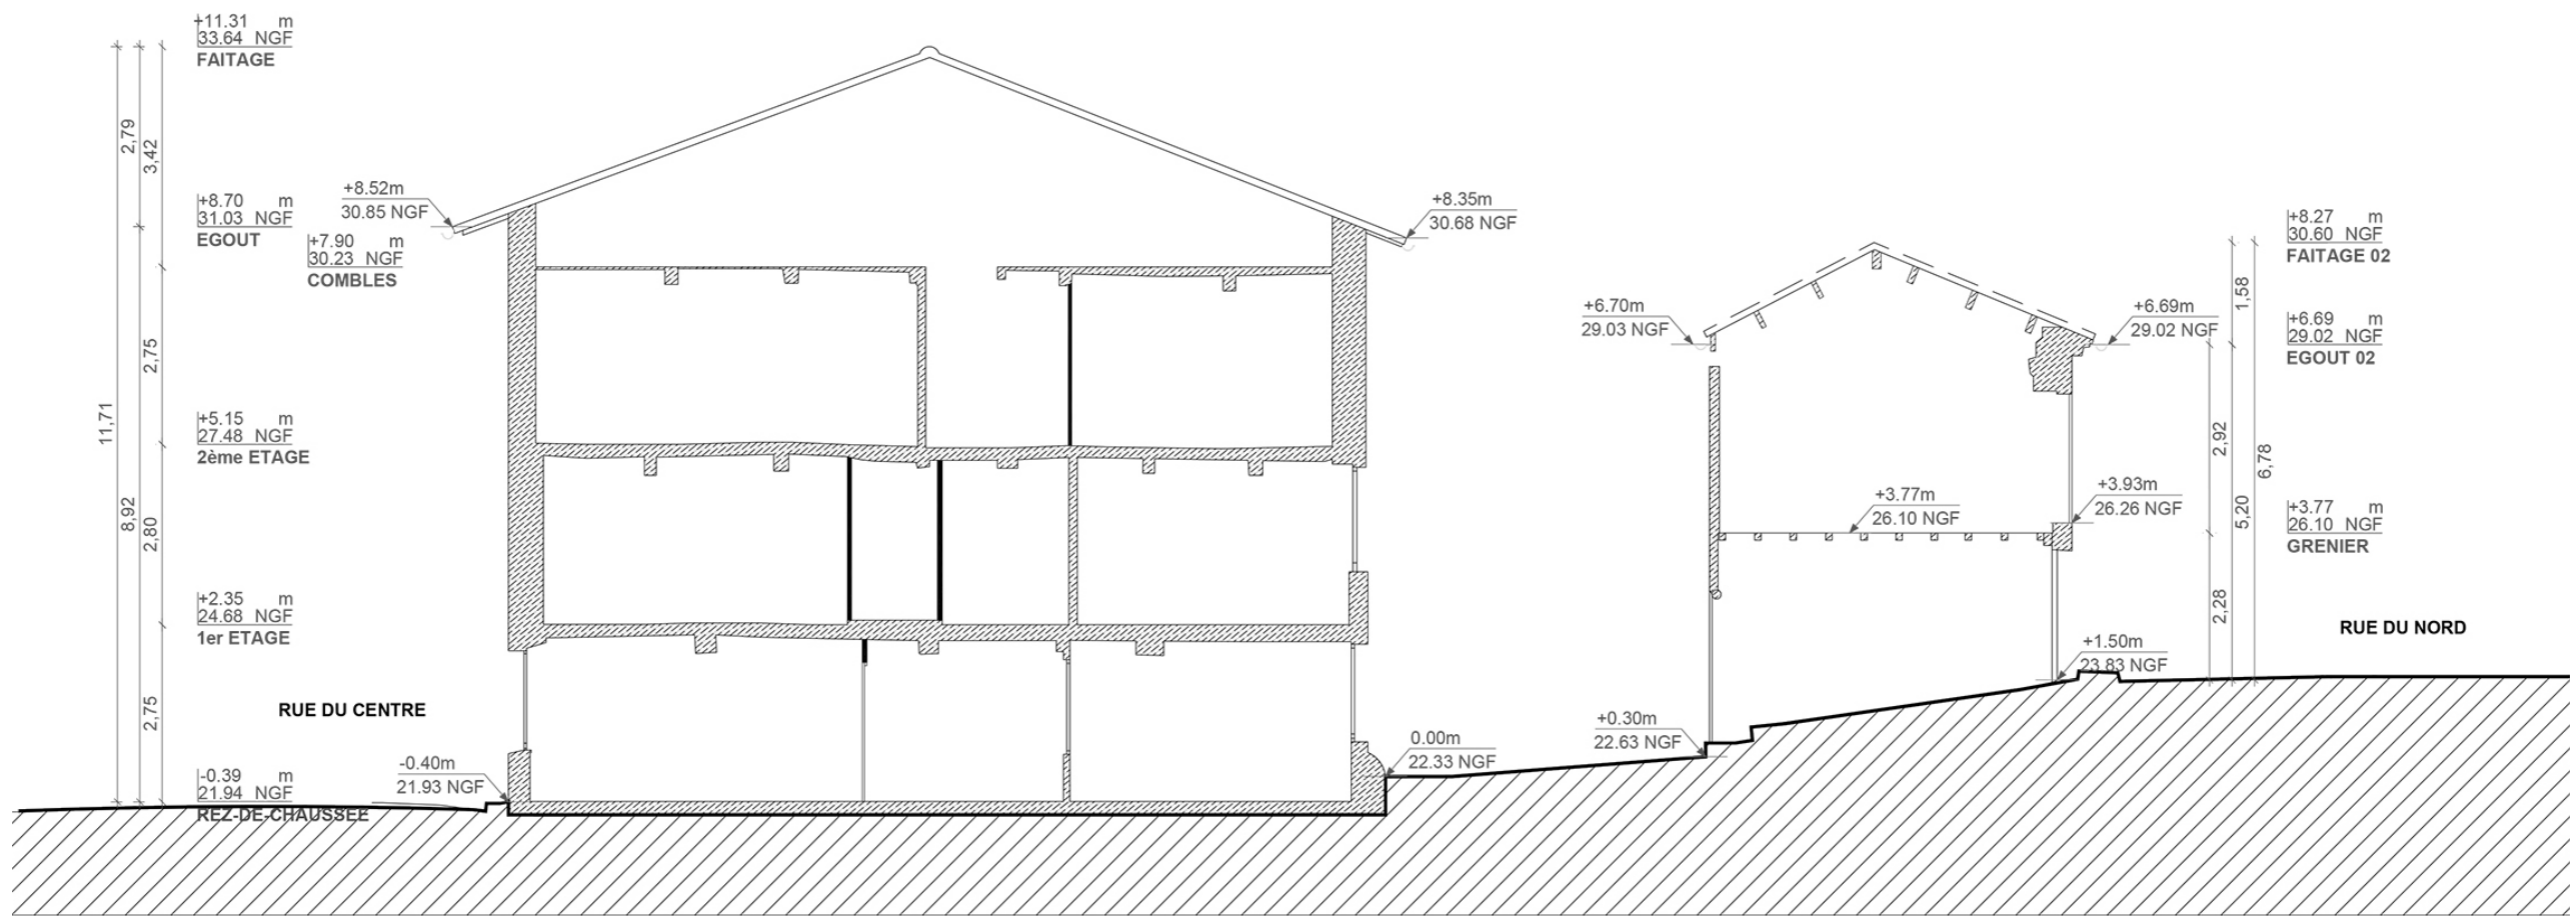 +11.31 m
33.64 NGF
FAITAGE
2,79
3,42
+8.70 m
31.03 NGF
EGOUT
+8.52m
30.85 NGF
+7.90 m
30.23 NGF
COMBLES
2,75
11,71
+5.15 m
27.48 NGF
2ème ETAGE
8,92
2,80
+2.35 m
24.68 NGF
1er ETAGE
2,75
RUE DU CENTRE
-0.39 m
21.94 NGF
REZ-DE-CHAUSSEE
-0.40m
21.93 NGF
+8.35m
30.68 NGF
0.00m
22.33 NGF
+6.70m
29.03 NGF
+0.30m
22.63 NGF
+3.77m
26.10 NGF
+6.69m
29.02 NGF
+3.93m
26.26 NGF
+1.50m
23.83 NGF
1,58
2,92
6,78
5,20
2,28
+8.27 m
30.60 NGF
FAITAGE 02
+6.69 m
29.02 NGF
EGOUT 02
+3.77 m
26.10 NGF
GRENIER
RUE DU NORD